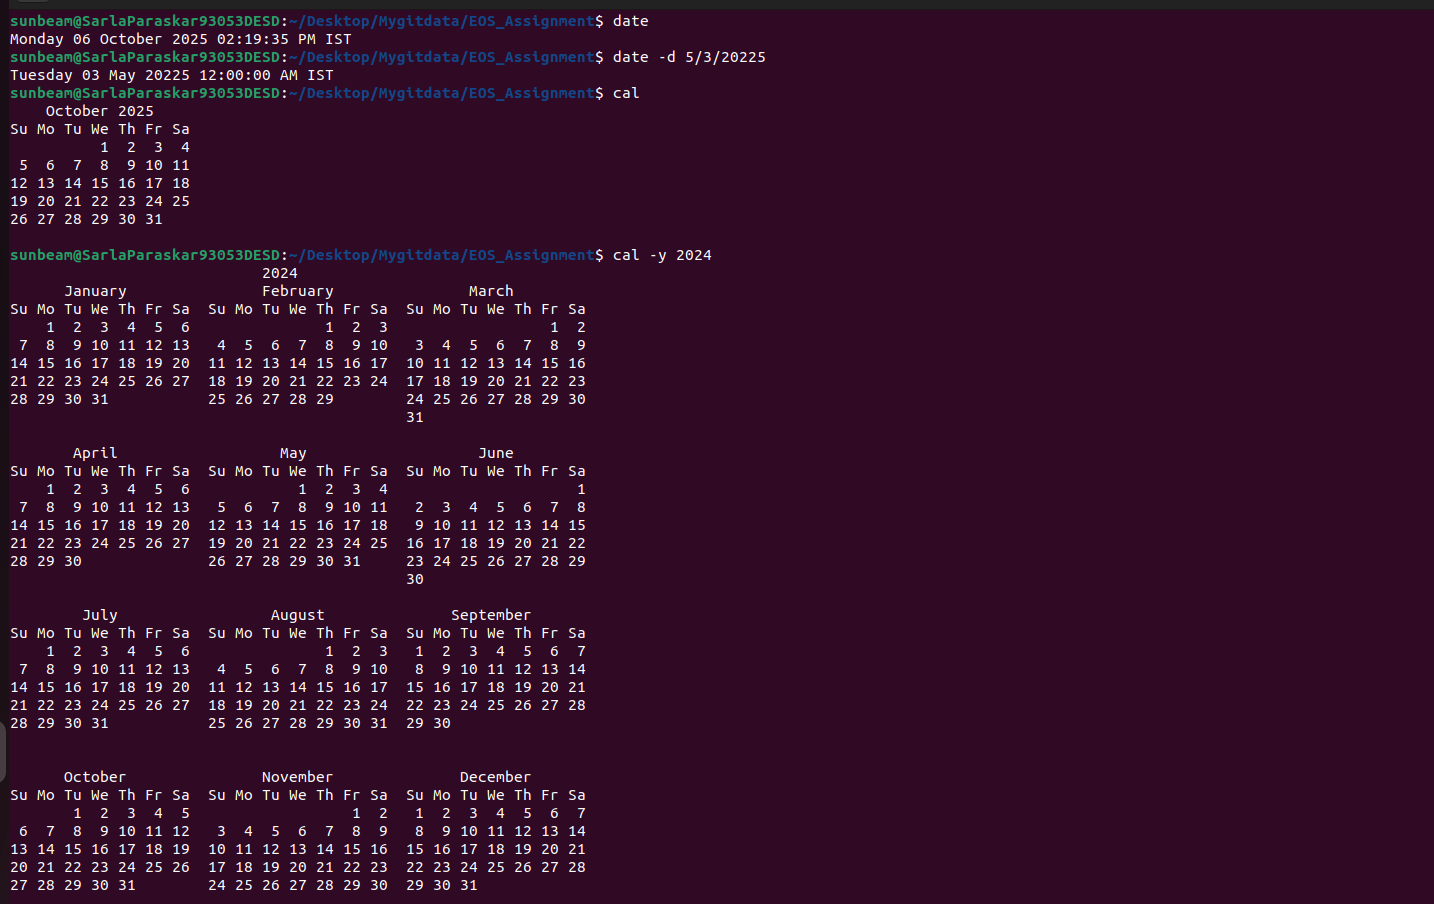 sunbeam@SarlaParaskar93053DESD:~/Desktop/Mygitdata/EOS_Assignment$ date
Monday 06 October 2025 02:19:35 PM IST
sunbeam@SarlaParaskar93053DESD:~/Desktop/Mygitdata/EOS_Assignment$ date -d 5/3/20225
Tuesday 03 May 20225 12:00:00 AM IST
sunbeam@SarlaParaskar93053DESD:~/Desktop/Mygitdata/EOS_Assignment$ cal
    October 2025
Su Mo Tu We Th Fr Sa
          1  2  3  4
 5  6  7  8  9 10 11
12 13 14 15 16 17 18
19 20 21 22 23 24 25
26 27 28 29 30 31

sunbeam@SarlaParaskar93053DESD:~/Desktop/Mygitdata/EOS_Assignment$ cal -y 2024
                            2024
      January               February               March
Su Mo Tu We Th Fr Sa  Su Mo Tu We Th Fr Sa  Su Mo Tu We Th Fr Sa
    1  2  3  4  5  6               1  2  3                  1  2
 7  8  9 10 11 12 13   4  5  6  7  8  9 10   3  4  5  6  7  8  9
14 15 16 17 18 19 20  11 12 13 14 15 16 17  10 11 12 13 14 15 16
21 22 23 24 25 26 27  18 19 20 21 22 23 24  17 18 19 20 21 22 23
28 29 30 31           25 26 27 28 29        24 25 26 27 28 29 30
                                            31

       April                  May                   June
Su Mo Tu We Th Fr Sa  Su Mo Tu We Th Fr Sa  Su Mo Tu We Th Fr Sa
    1  2  3  4  5  6            1  2  3  4                     1
 7  8  9 10 11 12 13   5  6  7  8  9 10 11   2  3  4  5  6  7  8
14 15 16 17 18 19 20  12 13 14 15 16 17 18   9 10 11 12 13 14 15
21 22 23 24 25 26 27  19 20 21 22 23 24 25  16 17 18 19 20 21 22
28 29 30              26 27 28 29 30 31     23 24 25 26 27 28 29
                                            30

        July                 August              September
Su Mo Tu We Th Fr Sa  Su Mo Tu We Th Fr Sa  Su Mo Tu We Th Fr Sa
    1  2  3  4  5  6               1  2  3   1  2  3  4  5  6  7
 7  8  9 10 11 12 13   4  5  6  7  8  9 10   8  9 10 11 12 13 14
14 15 16 17 18 19 20  11 12 13 14 15 16 17  15 16 17 18 19 20 21
21 22 23 24 25 26 27  18 19 20 21 22 23 24  22 23 24 25 26 27 28
28 29 30 31           25 26 27 28 29 30 31  29 30

      October               November              December
Su Mo Tu We Th Fr Sa  Su Mo Tu We Th Fr Sa  Su Mo Tu We Th Fr Sa
       1  2  3  4  5                  1  2   1  2  3  4  5  6  7
 6  7  8  9 10 11 12   3  4  5  6  7  8  9   8  9 10 11 12 13 14
13 14 15 16 17 18 19  10 11 12 13 14 15 16  15 16 17 18 19 20 21
20 21 22 23 24 25 26  17 18 19 20 21 22 23  22 23 24 25 26 27 28
27 28 29 30 31        24 25 26 27 28 29 30  29 30 31